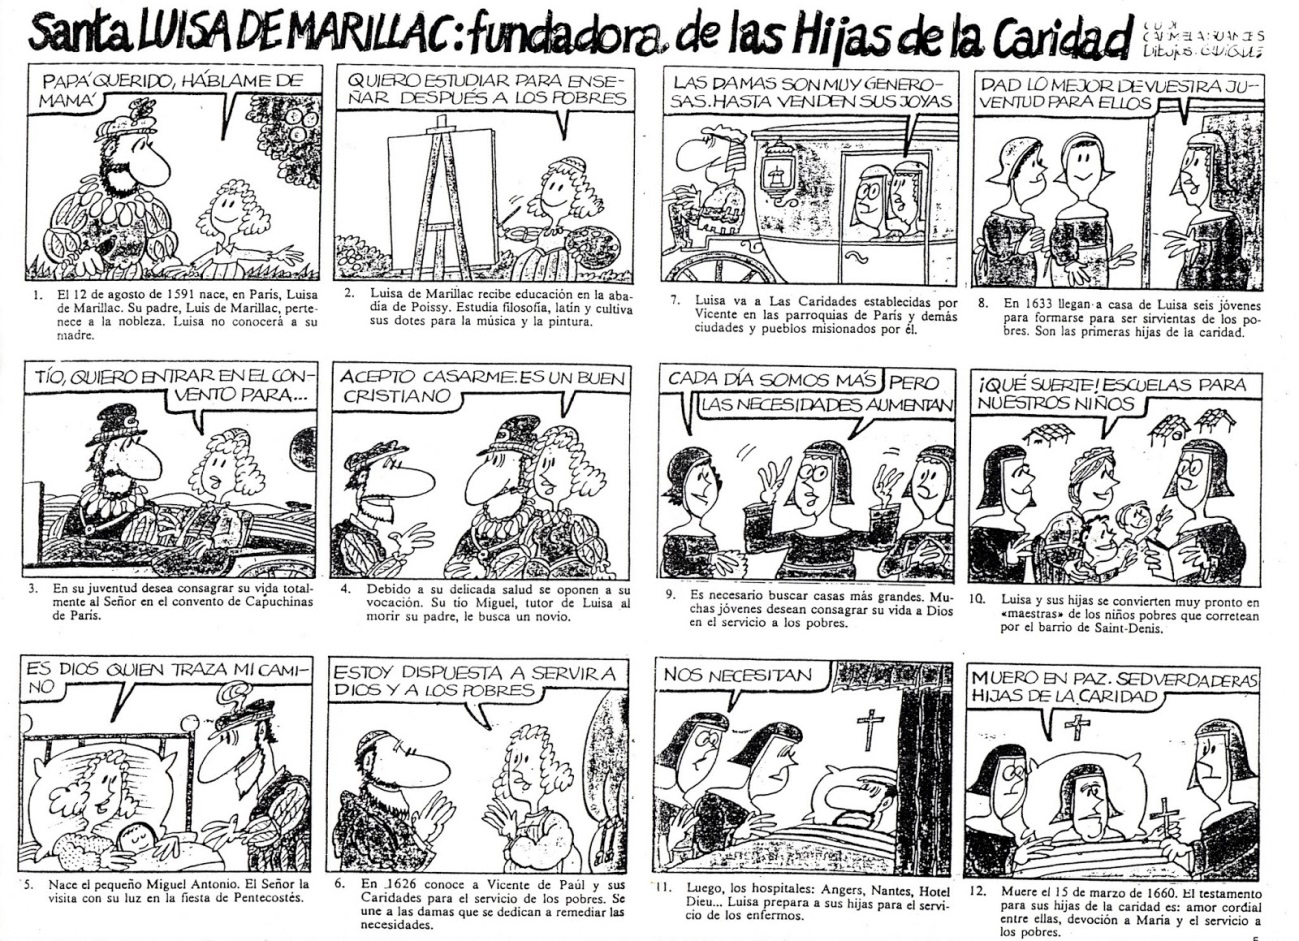 Santa LUISA DE MARILLAC: fundadora de las Hijas de la Caridad
PAPÁ QUERIDO, HÁBLAME DE
MAMÁ
1. El 12 de agosto de 1591 nace, en París, Luisa
de Marillac. Su padre, Luis de Marillac, perte-
nece a la nobleza. Luisa no conocerá a su
madre.
QUIERO ESTUDIAR PARA ENSE-
ÑAR DESPUÉS A LOS POBRES
2. Luisa de Marillac recibe educación en la aba-
día de Poissy. Estudia filosofía, latín y cultiva
sus dotes para la música y la pintura.
TÍO, QUIERO ENTRAR EN EL CON-
VENTO PARA...
3. En su juventud desea consagrar su vida total-
mente al Señor en el convento de Capuchinas
de París.
ACEPTO CASARME. ES UN BUEN
CRISTIANO
4. Debido a su delicada salud se oponen a su
vocación. Su tío Miguel, tutor de Luisa al
morir su padre, le busca un novio.
ES DIOS QUIEN TRAZA MI CAMI-
NO
5. Nace el pequeño Miguel Antonio. El Señor la
visita con su luz en la fiesta de Pentecostés.
ESTOY DISPUESTA A SERVIR A
DIOS Y A LOS POBRES
6. En 1626 conoce a Vicente de Paúl y sus
Caridades para el servicio de los pobres. Se
une a las damas que se dedican a remediar las
necesidades.
LAS DAMAS SON MUY GENERO-
SAS. HASTA VENDEN SUS JOYAS
7. Luisa va a Las Caridades establecidas por
Vicente en las parroquias de París y demás
ciudades y pueblos misionados por él.
DAD LO MEJOR DE VUESTRA JU-
VENTUD PARA ELLOS
8. En 1633 llegan a casa de Luisa seis jóvenes
para formarse para ser sirvientas de los po-
bres. Son las primeras hijas de la caridad.
CADA DÍA SOMOS MÁS PERO
LAS NECESIDADES AUMENTAN
9. Es necesario buscar casas más grandes. Mu-
chas jóvenes desean consagrar su vida a Dios
en el servicio a los pobres.
¡QUÉ SUERTE! ESCUELAS PARA
NUESTROS NIÑOS
10. Luisa y sus hijas se convierten muy pronto en
«maestras» de los niños pobres que corretean
por el barrio de Saint-Denis.
NOS NECESITAN
11. Luego, los hospitales: Angers, Nantes, Hotel
Dieu... Luisa prepara a sus hijas para el servi-
cio de los enfermos.
MUERO EN PAZ. SED VERDADERAS
HIJAS DE LA CARIDAD
12. Muere el 15 de marzo de 1660. El testamento
para sus hijas de la caridad es: amor cordial
entre ellas, devoción a María y el servicio a
los pobres.